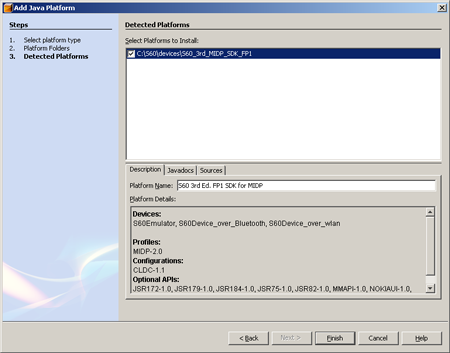 Add Java Platform
Steps
1. Select platform type
2. Platform Folders
3. Detected Platforms
Detected Platforms
Select Platforms to Install:
C:\S60\devices\S60_3rd_MIDP_SDK_FP1
Description Javadocs Sources
Platform Name: S60 3rd Ed. FP1 SDK for MIDP
Platform Details:
Devices:
S60Emulator, S60Device_over_Bluetooth, S60Device_over_wlan
Profiles:
MIDP-2.0
Configurations:
CLDC-1.1
Optional APIs:
JSR172-1.0, JSR179-1.0, JSR184-1.0, JSR75-1.0, JSR82-1.0, MMAPI-1.0, NOKIAUI-1.0,
< Back Next > Finish Cancel Help